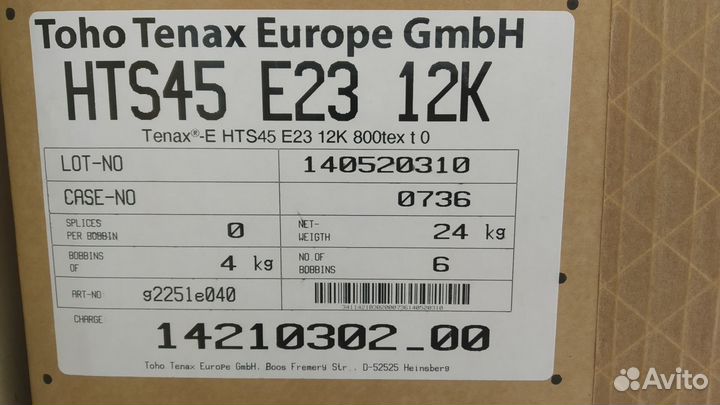 Toho Tenax Europe GmbH
HTS45 E23 12K
Tenax®-E HTS45 E23 12K 800tex t 0
LOT-NO 140520310
CASE-NO 0736
SPLICES PER BOBBIN 0 NET-WEIGTH 24 kg
BOBBINS OF 4 kg NO OF BOBBINS 6
ART-NO g2251e040
CHARGE 14210302_00
Toho Tenax Europe GmbH, Boos Fremery Str., D-52525 Heinsberg
Avito